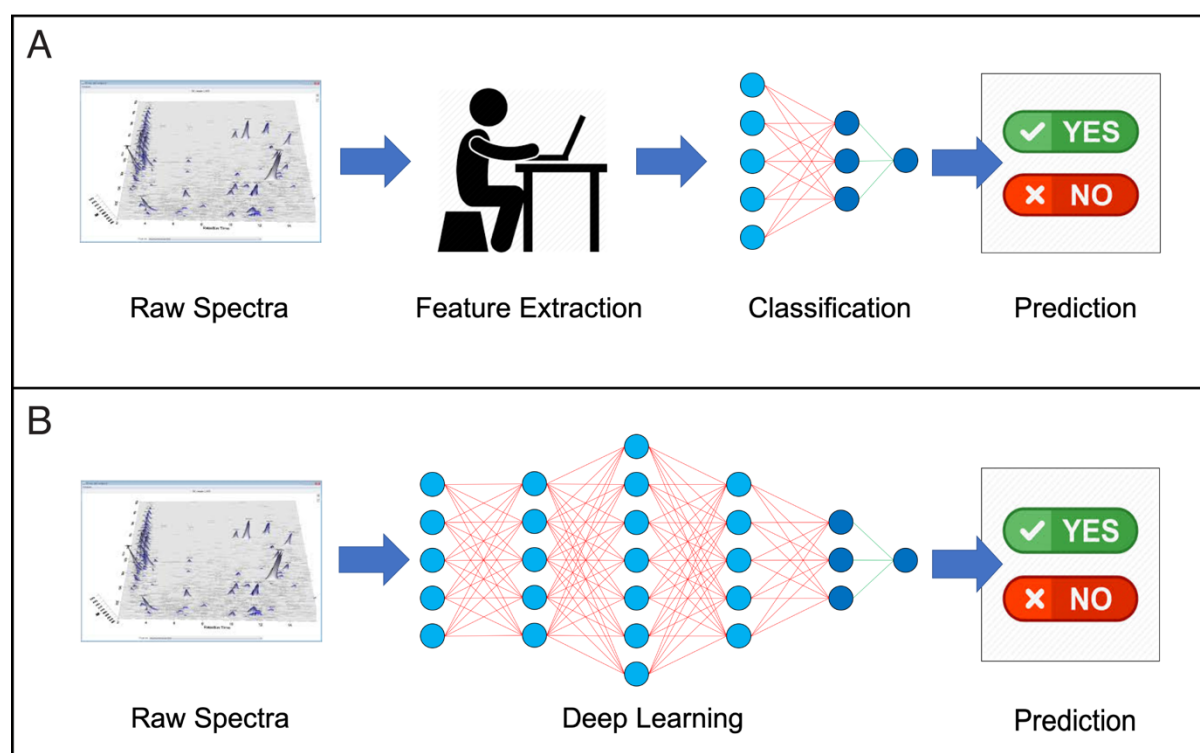 A
YES
NO
Raw Spectra
Feature Extraction
Classification
Prediction
B
YES
NO
Raw Spectra
Deep Learning
Prediction